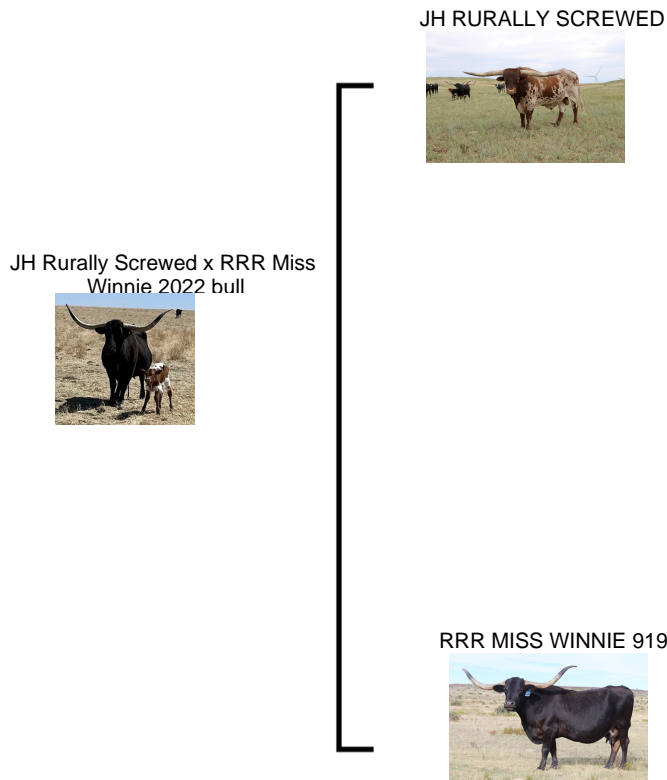 JH RURALLY SCREWED
JH Rurally Screwed x RRR Miss
Winnie 2022 bull
RRR MISS WINNIE 919